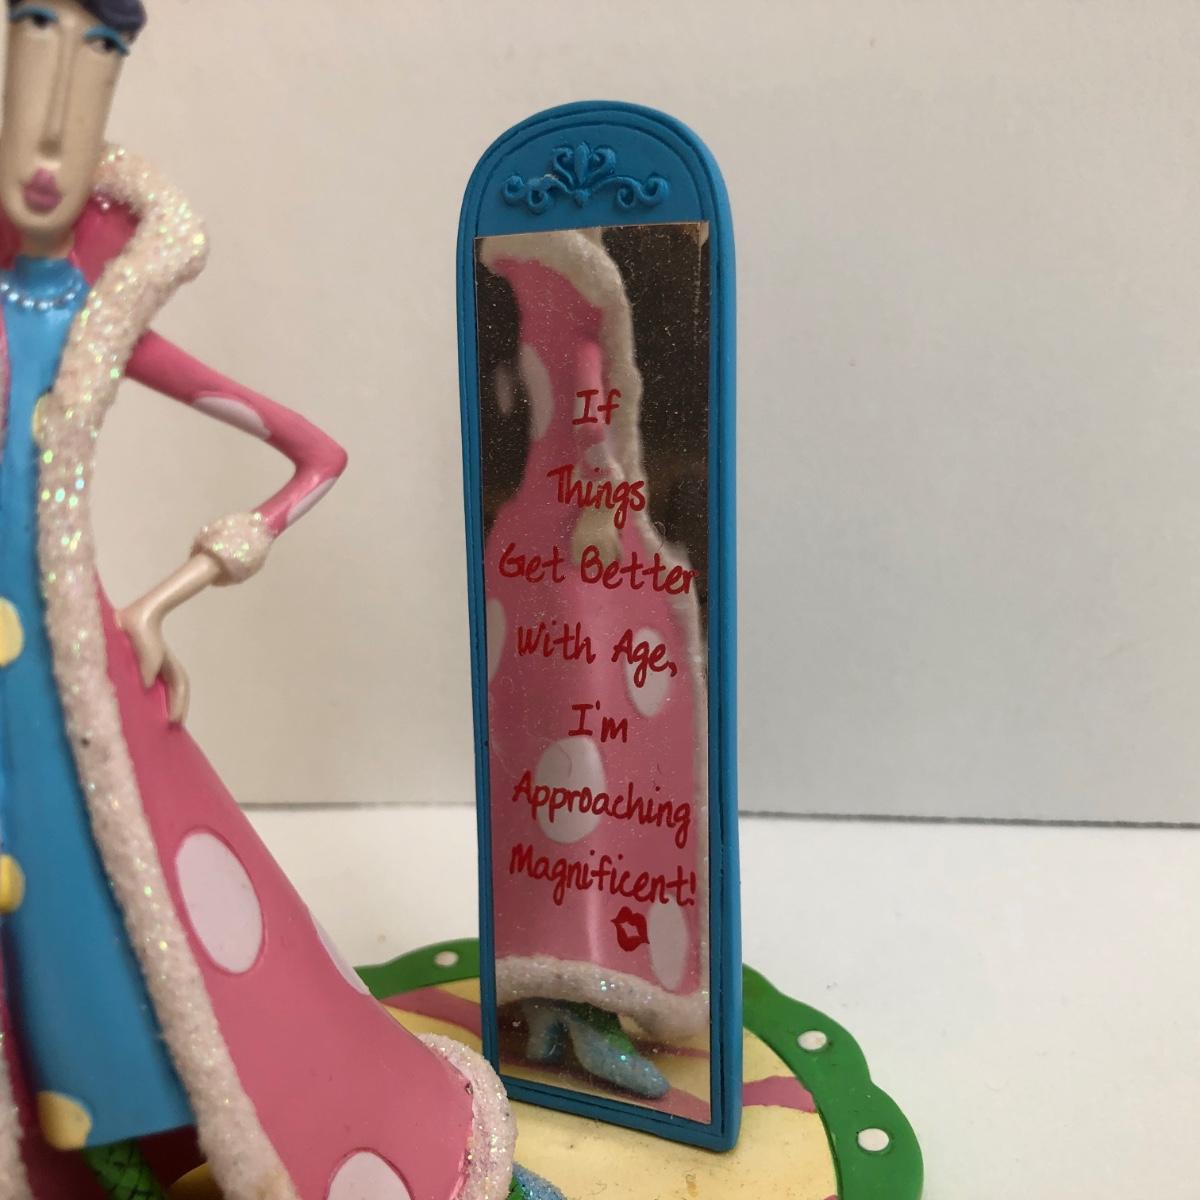 If
Things
Get Better
With Age,
I'm
Approaching
Magnificent!